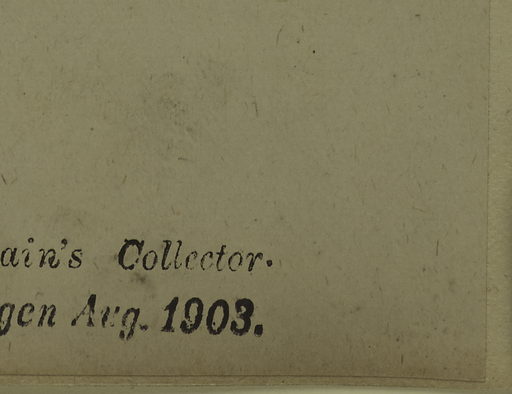 ain's Collector.
gen Aug. 1903.